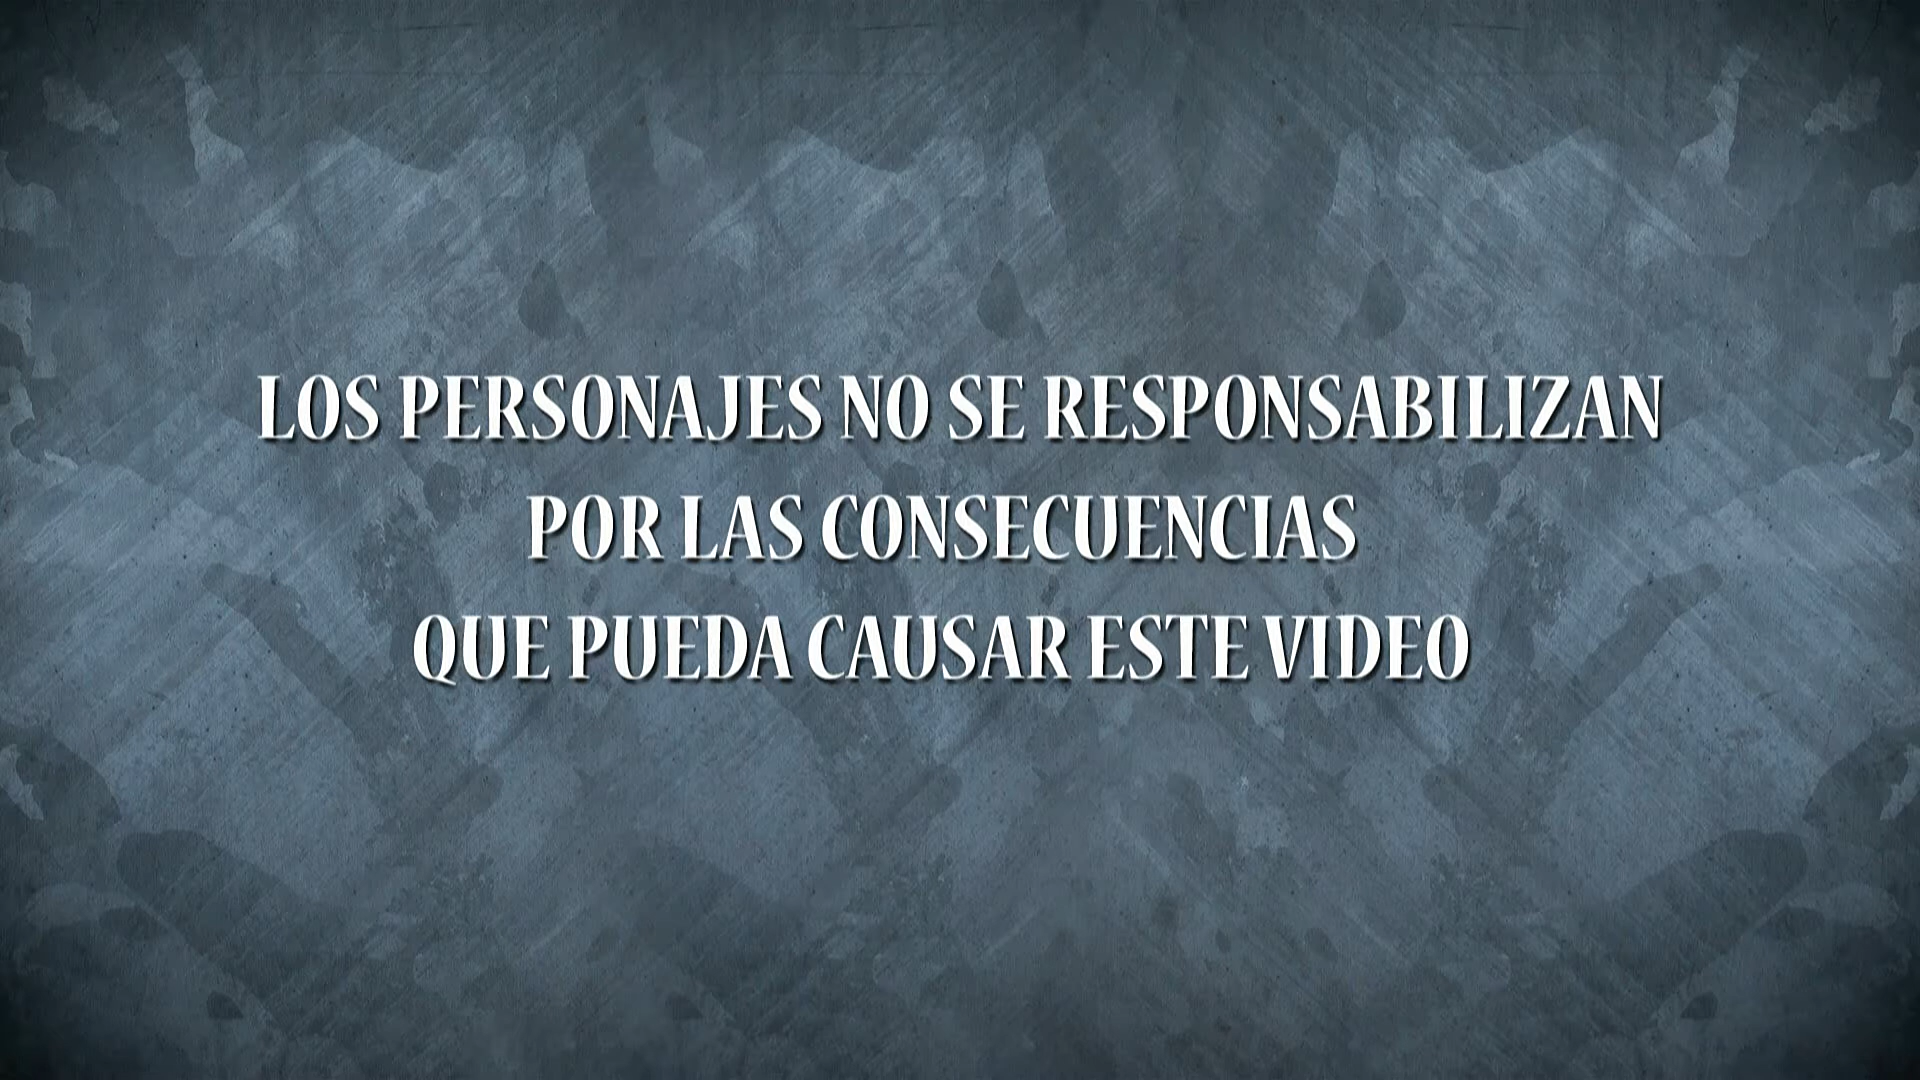 LOS PERSONAJES NO SE RESPONSABILIZAN
POR LAS CONSECUENCIAS
QUE PUEDA CAUSAR ESTE VIDEO